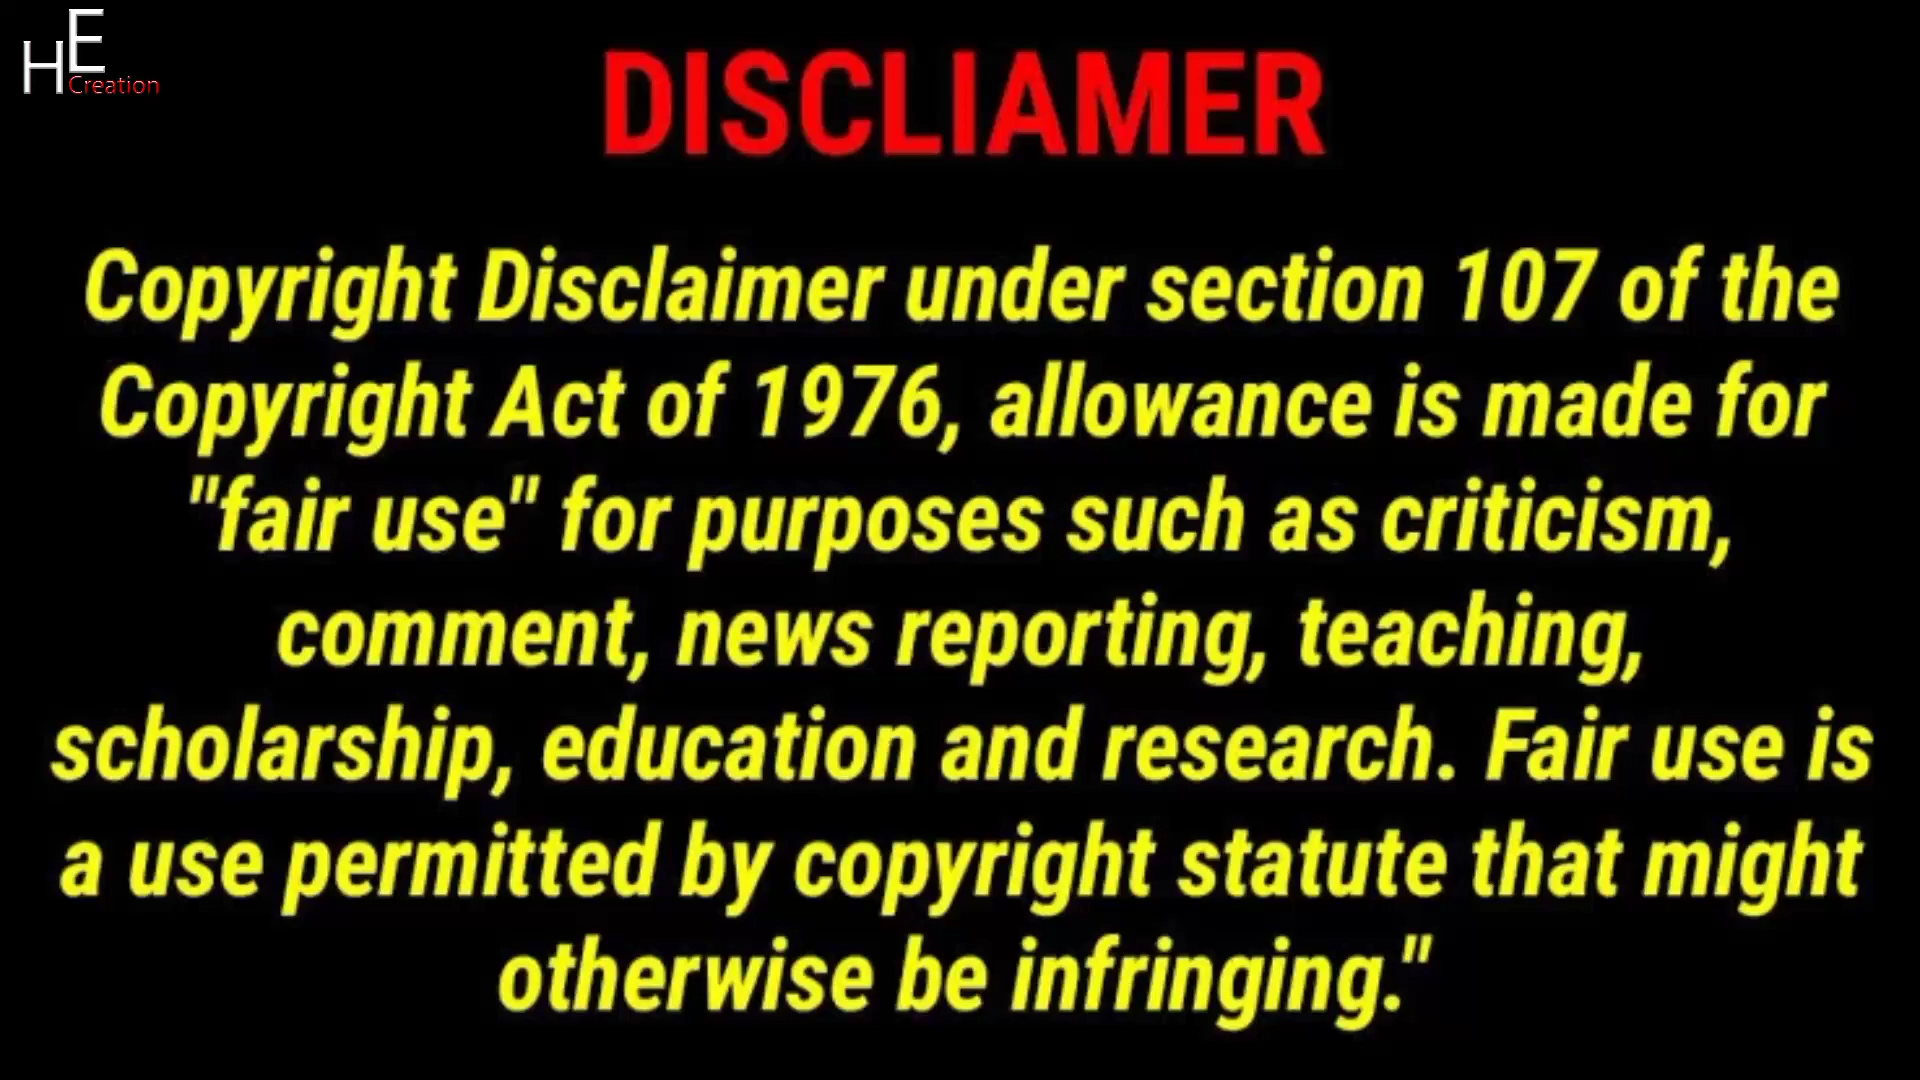 HE
Creation
DISCLIAMER
Copyright Disclaimer under section 107 of the
Copyright Act of 1976, allowance is made for
"fair use" for purposes such as criticism,
comment, news reporting, teaching,
scholarship, education and research. Fair use is
a use permitted by copyright statute that might
otherwise be infringing."